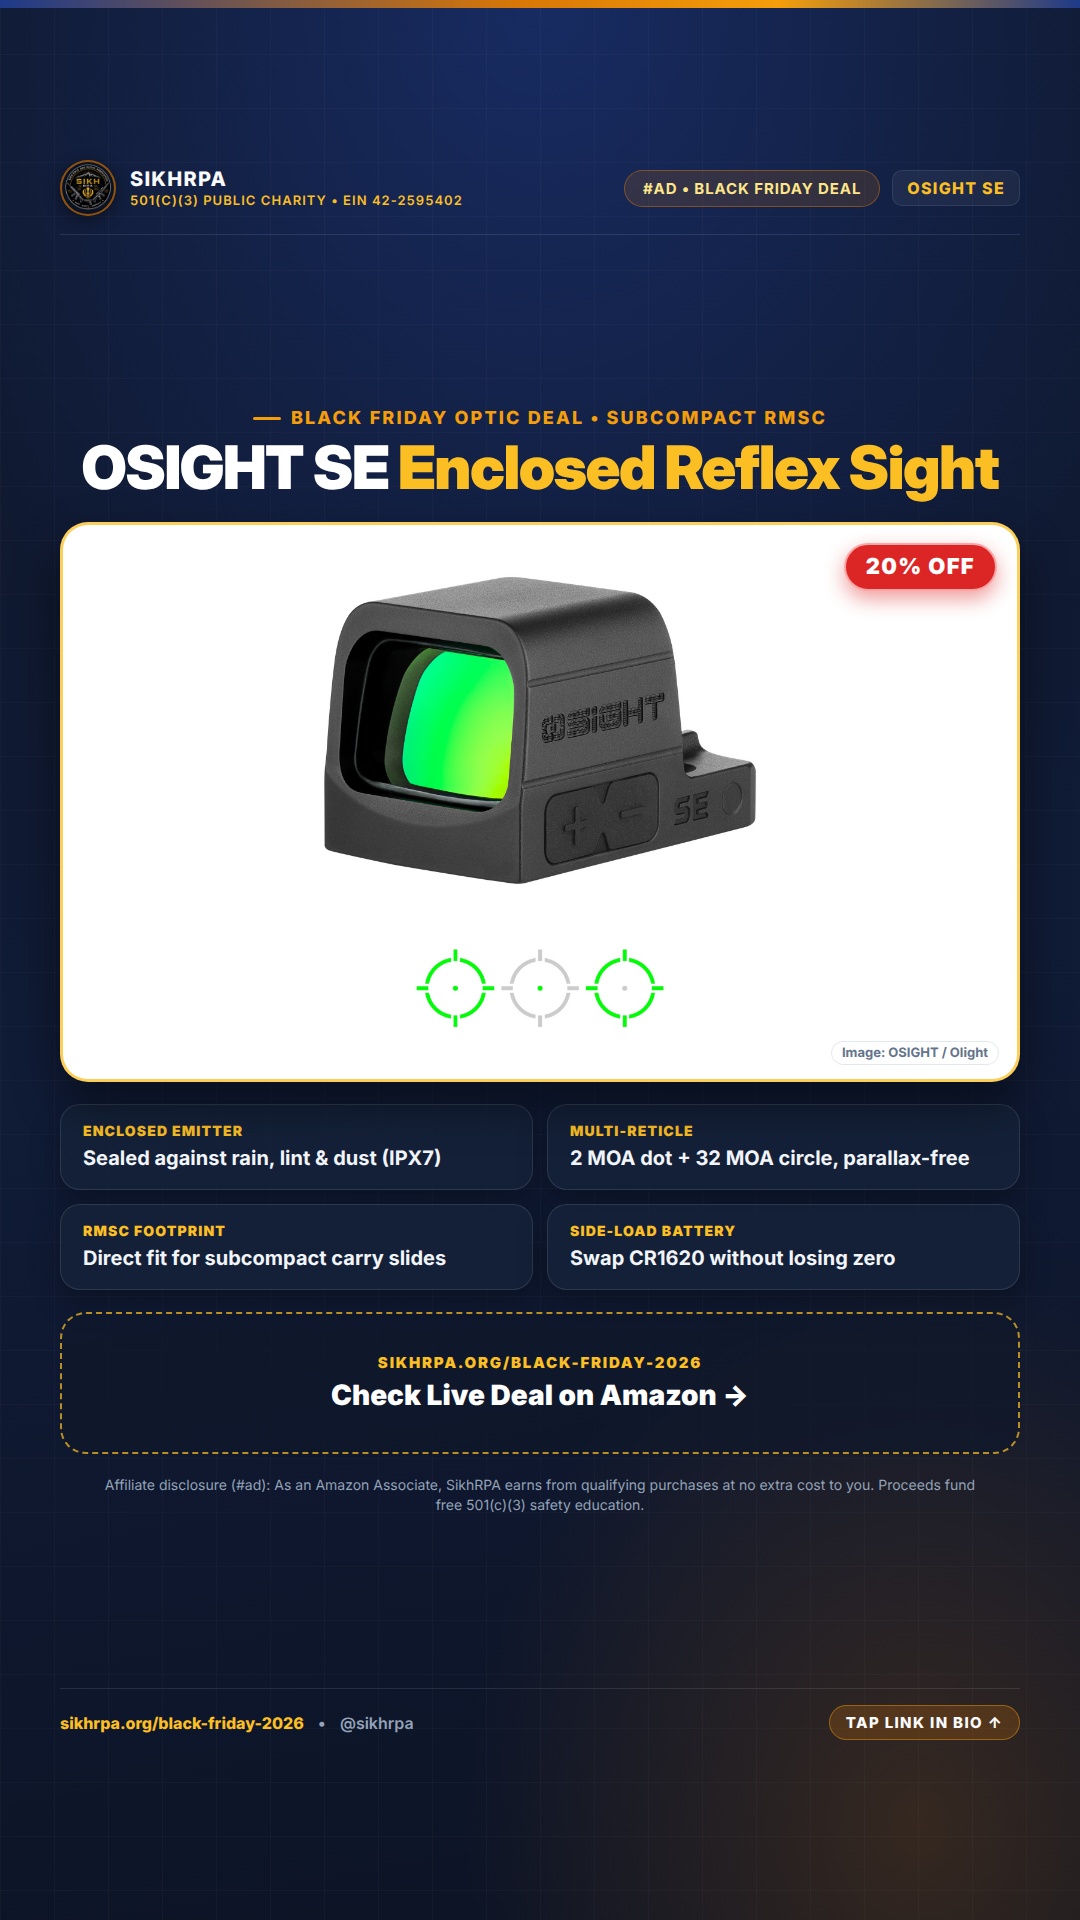 SIKH
SIKHRPA
501(C)(3) PUBLIC CHARITY • EIN 42-2595402
#AD • BLACK FRIDAY DEAL
OSIGHT SE
BLACK FRIDAY OPTIC DEAL • SUBCOMPACT RMSC
OSIGHT SE Enclosed Reflex Sight
20% OFF
OSIGHT
SE
Image: OSIGHT / Olight
ENCLOSED EMITTER
Sealed against rain, lint & dust (IPX7)
MULTI-RETICLE
2 MOA dot + 32 MOA circle, parallax-free
RMSC FOOTPRINT
Direct fit for subcompact carry slides
SIDE-LOAD BATTERY
Swap CR1620 without losing zero
SIKHRPA.ORG/BLACK-FRIDAY-2026
Check Live Deal on Amazon →
Affiliate disclosure (#ad): As an Amazon Associate, SikhRPA earns from qualifying purchases at no extra cost to you. Proceeds fund
free 501(c)(3) safety education.
sikhrpa.org/black-friday-2026 • @sikhrpa
TAP LINK IN BIO ↑